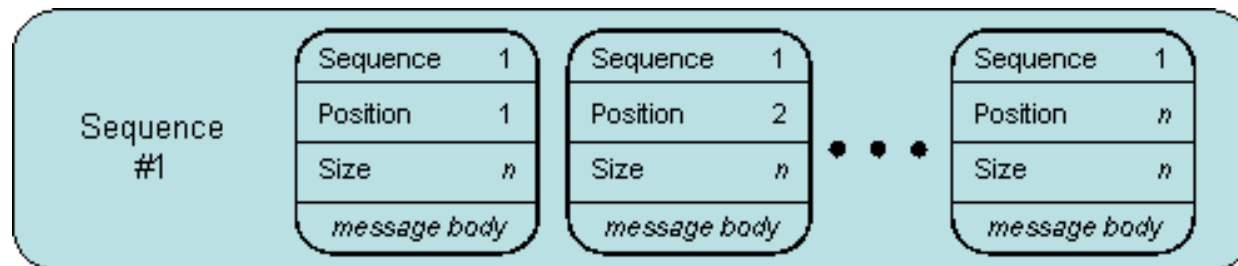 Sequence
#1
Sequence 1
Position 1
Size n
message body
Sequence 1
Position 2
Size n
message body
Sequence 1
Position n
Size n
message body